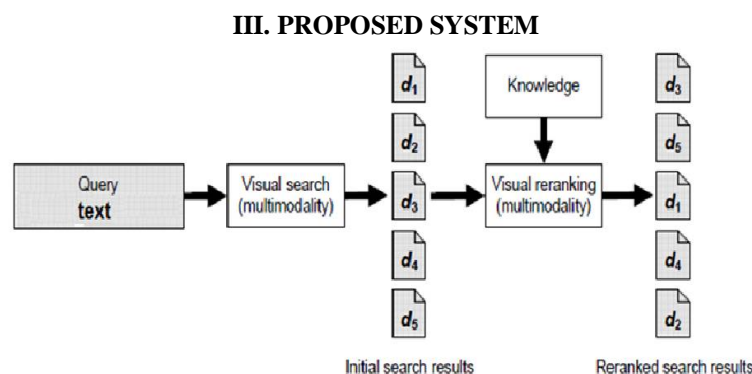 III. PROPOSED SYSTEM
Query
text
Visual search
(multimodality)
d1
d2
d3
d4
d5
Initial search results
Knowledge
Visual reranking
(multimodality)
d3
d5
d1
d4
d2
Reranked search results